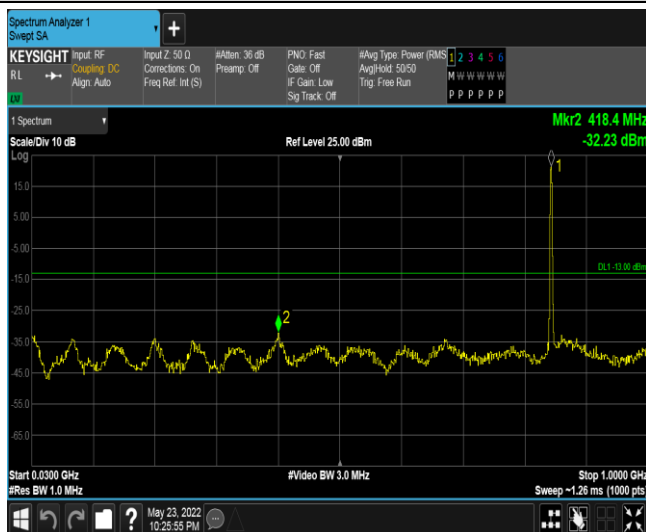 Spectrum Analyzer 1
Swept SA
+
KEYSIGHT
RL
Input: RF
Coupling: DC
Align: Auto
Input Z: 50 Ω
Corrections: On
Freq Ref: Int (S)
#Atten: 36 dB
Preamp: Off
PNO: Fast
Gate: Off
IF Gain: Low
Sig Track: Off
#Avg Type: Power (RMS
Avg|Hold: 50/50
Trig: Free Run
1 2 3 4 5 6
M W W W W W
P P P P P P
1 Spectrum
Scale/Div 10 dB
Ref Level 25.00 dBm
Mkr2 418.4 MHz
-32.23 dBm
Log
1
15.0
5.00
-5.00
DL1 -13.00 dBm
-15.0
-25.0
2
-35.0
-45.0
-55.0
-65.0
Start 0.0300 GHz
#Video BW 3.0 MHz
Stop 1.0000 GHz
#Res BW 1.0 MHz
Sweep ~1.26 ms (1000 pts)
?
May 23, 2022
10:25:55 PM